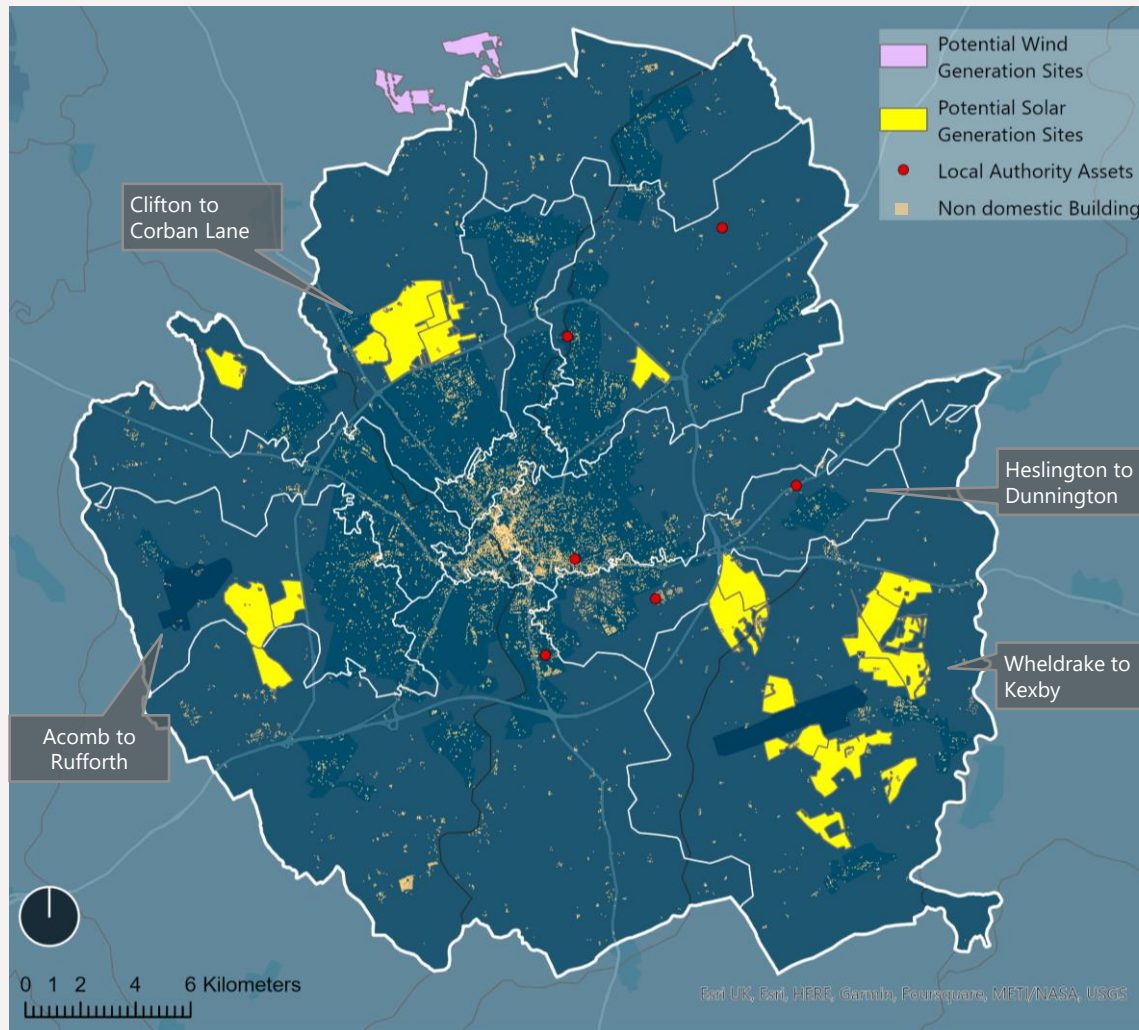 Potential Wind
Generation Sites
Potential Solar
Generation Sites
Local Authority Assets
Non domestic Building
Clifton to
Corban Lane
Heslington to
Dunnington
Wheldrake to
Kexby
Acomb to
Rufforth
0 1 2 4 6 Kilometers
Esri UK, Esri, HERE, Garmin, Foursquare, METI/NASA, USGS